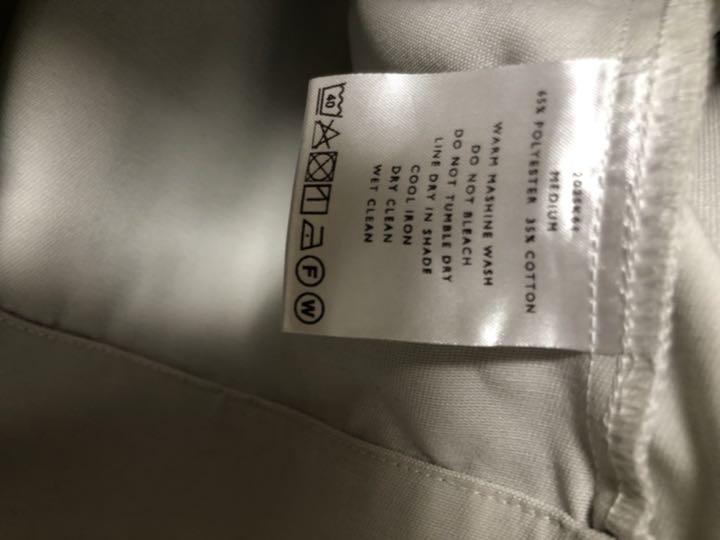 MEDIUM
65% POLYESTER 35% COTTON
WARM MASHINE WASH
DO NOT BLEACH
DO NOT TUMBLE DRY
LINE DRY IN SHADE
COOL IRON
DRY CLEAN
WET CLEAN
40
F
W